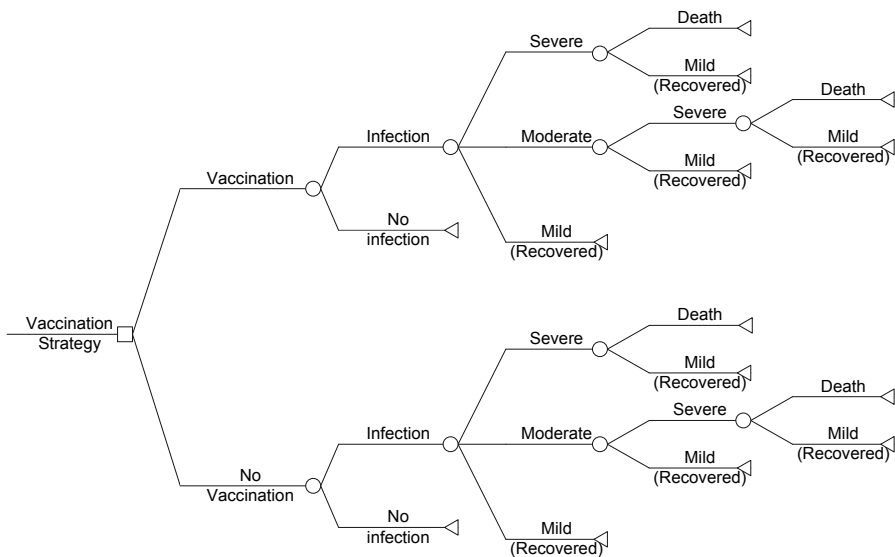 Death
Severe
Mild
(Recovered)
Death
Severe
Infection
Moderate
Mild
(Recovered)
Mild
(Recovered)
Vaccination
No
infection
Mild
(Recovered)
Vaccination
Strategy
Death
Severe
Mild
(Recovered)
Death
Severe
Infection
Moderate
Mild
(Recovered)
Mild
(Recovered)
No
Vaccination
No
infection
Mild
(Recovered)